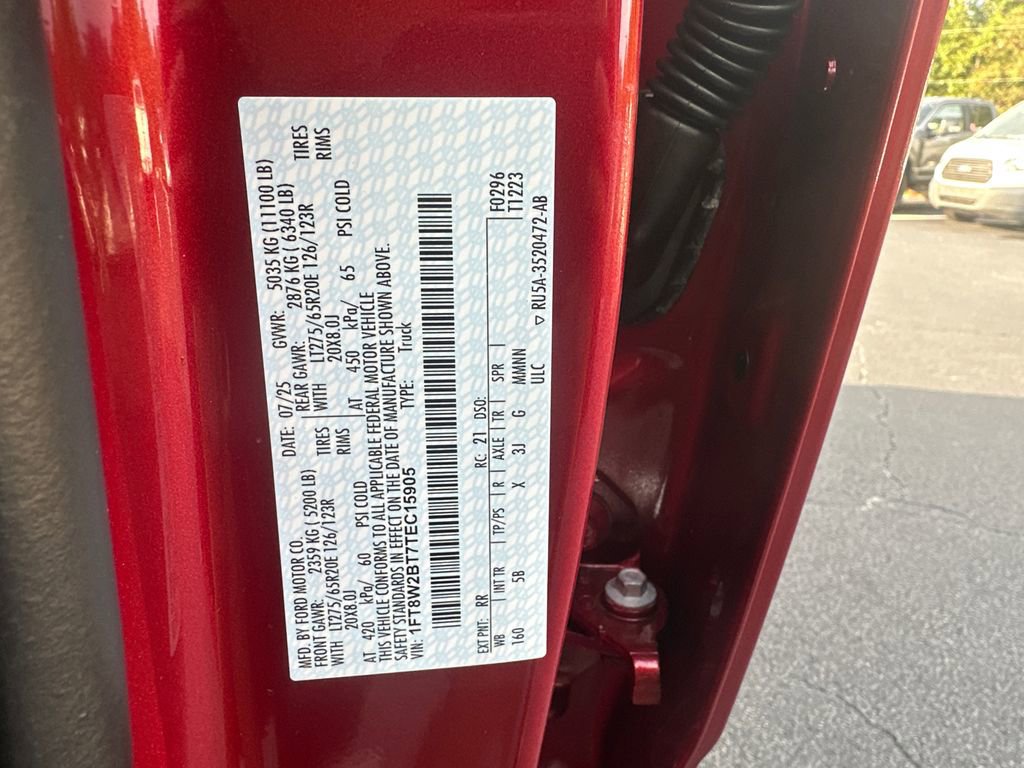 MFD. BY FORD MOTOR CO. DATE: 07/25 GVWR: 5035 KG (11100 LB)
FRONT GAWR: 2359 KG (5200 LB) REAR GAWR: 2876 KG (6340 LB)
WITH LT275/65R20E 126/123R TIRES WITH LT275/65R20E 126/123R TIRES
20X8.0J RIMS 20X8.0J RIMS
AT 420 kPa/ 60 PSI COLD AT 450 kPa/ 65 PSI COLD
THIS VEHICLE CONFORMS TO ALL APPLICABLE FEDERAL MOTOR VEHICLE
SAFETY STANDARDS IN EFFECT ON THE DATE OF MANUFACTURE SHOWN ABOVE.
VIN: 1FT8W2BT7TEC15905 TYPE: Truck
EXT PNT: RR RC: 21 DSO:
WB INT TR TP/PS R AXLE TR SPR F0296
160 5B X 3J G MMMNN T1223
ULC ▽ RU5A-3520472-AB